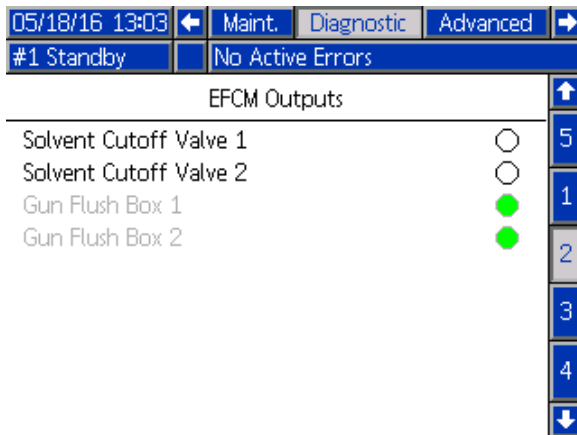 05/18/16 13:03 Maint. Diagnostic Advanced
#1 Standby No Active Errors
EFCM Outputs
Solvent Cutoff Valve 1
Solvent Cutoff Valve 2
Gun Flush Box 1
Gun Flush Box 2
5
1
2
3
4